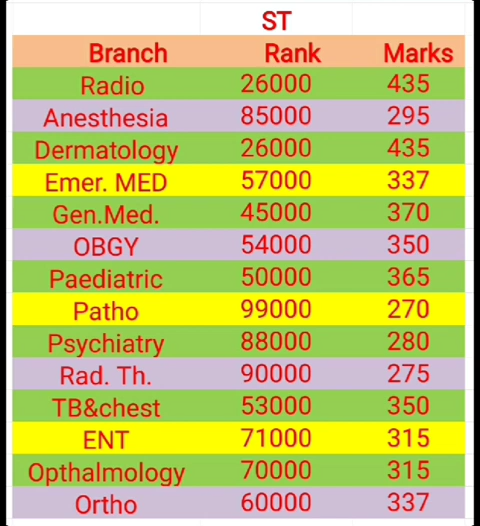 ST
Branch Rank Marks
Radio 26000 435
Anesthesia 85000 295
Dermatology 26000 435
Emer. MED 57000 337
Gen.Med. 45000 370
OBGY 54000 350
Paediatric 50000 365
Patho 99000 270
Psychiatry 88000 280
Rad. Th. 90000 275
TB&chest 53000 350
ENT 71000 315
Opthalmology 70000 315
Ortho 60000 337